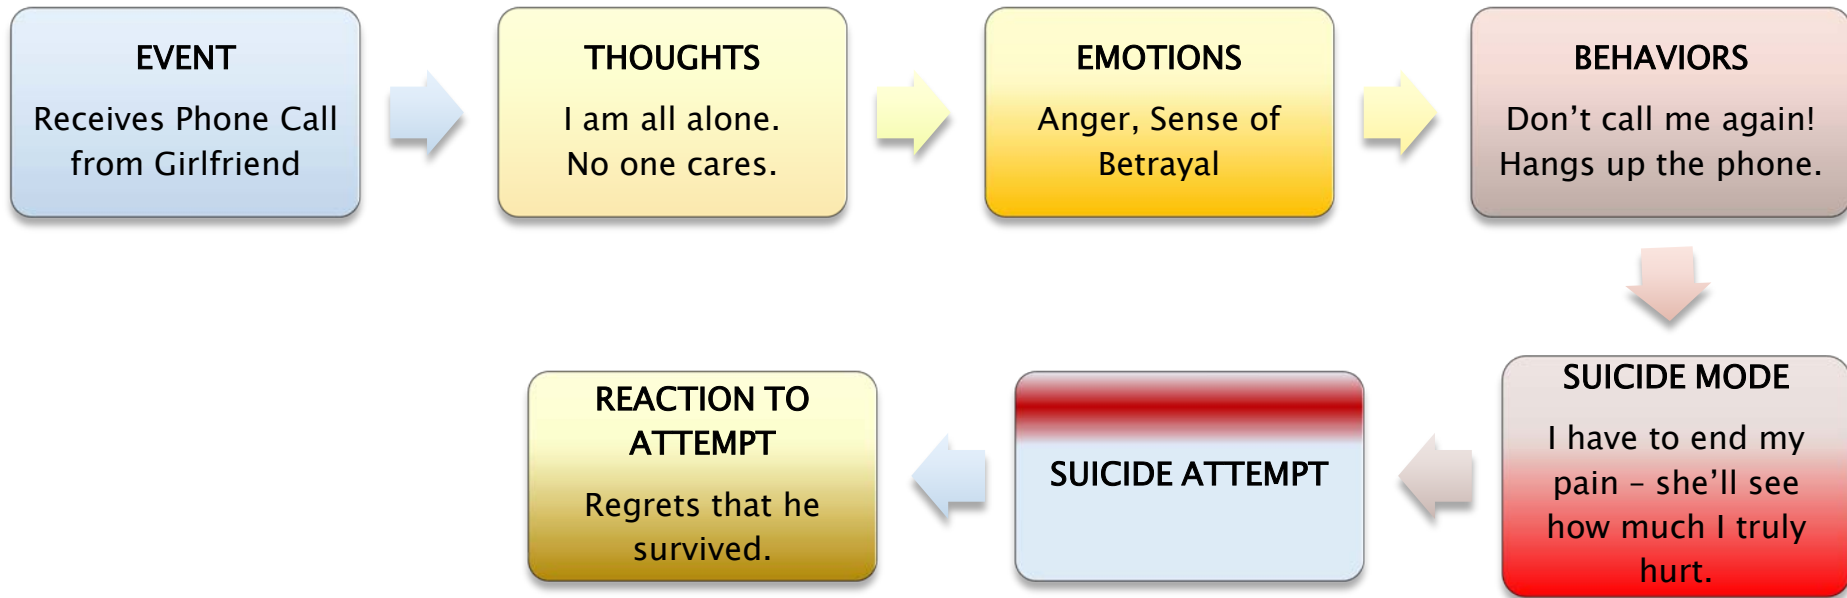 EVENT
Receives Phone Call
from Girlfriend
THOUGHTS
I am all alone.
No one cares.
EMOTIONS
Anger, Sense of
Betrayal
BEHAVIORS
Don’t call me again!
Hangs up the phone.
SUICIDE MODE
I have to end my
pain – she’ll see
how much I truly
hurt.
SUICIDE ATTEMPT
REACTION TO
ATTEMPT
Regrets that he
survived.